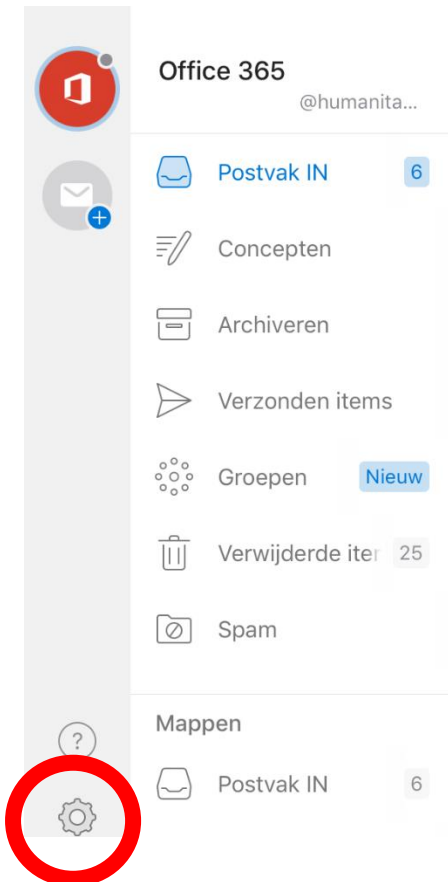 Office 365
@humanita...
Postvak IN 6
Concepten
Archiveren
Verzonden items
Groepen Nieuw
Verwijderde iter 25
Spam
?
Mappen
Postvak IN 6